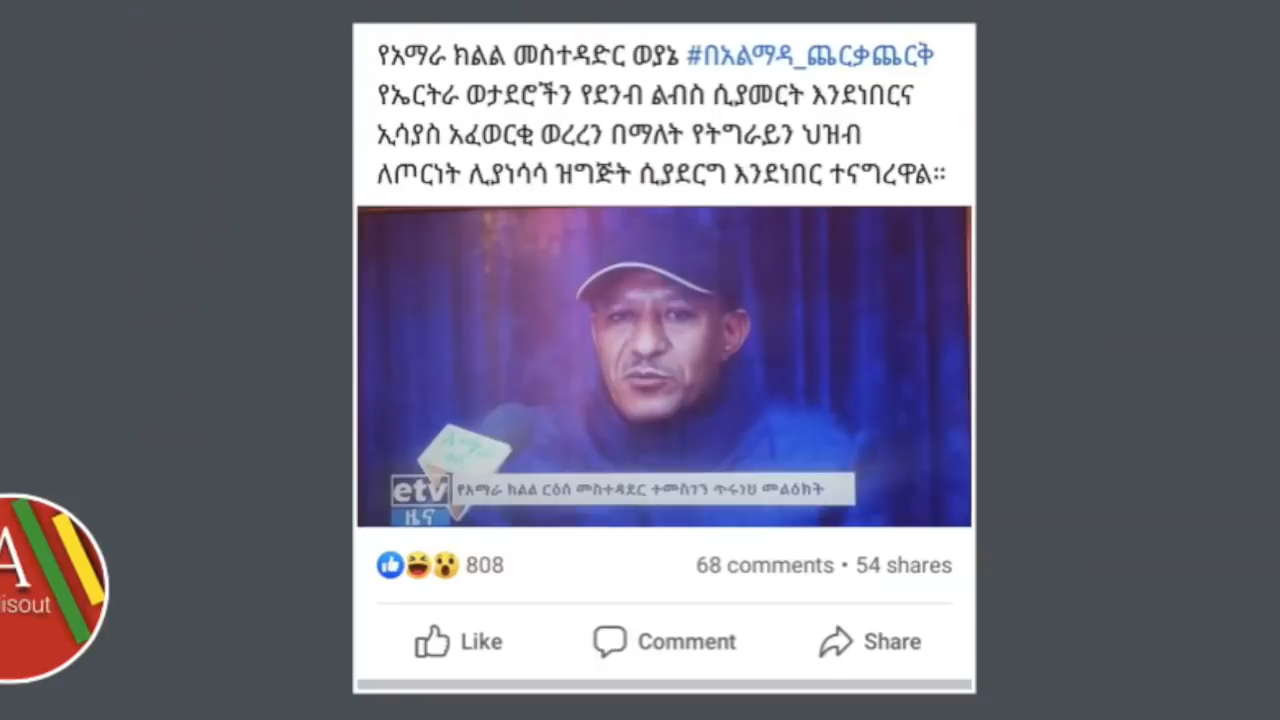 የአማራ ክልል መስተዳድር ወያኔ #በአልማዳ_ጨርቃጨርቅ
የኤርትራ ወታደሮችን የደንብ ልብስ ሲያመርት እንደነበርና
ኢሳያስ አፈወርቂ ወረረን በማለት የትግራይን ህዝብ
ለጦርነት ሊያነሳሳ ዝግጅት ሲያደርግ እንደነበር ተናግረዋል።
etv
የአማራ ክልል ርዕሰ መስተዳደር ተመስገን ጥሩነህ መልዕክት
ዜና
808
68 comments • 54 shares
Like Comment Share
A
isout